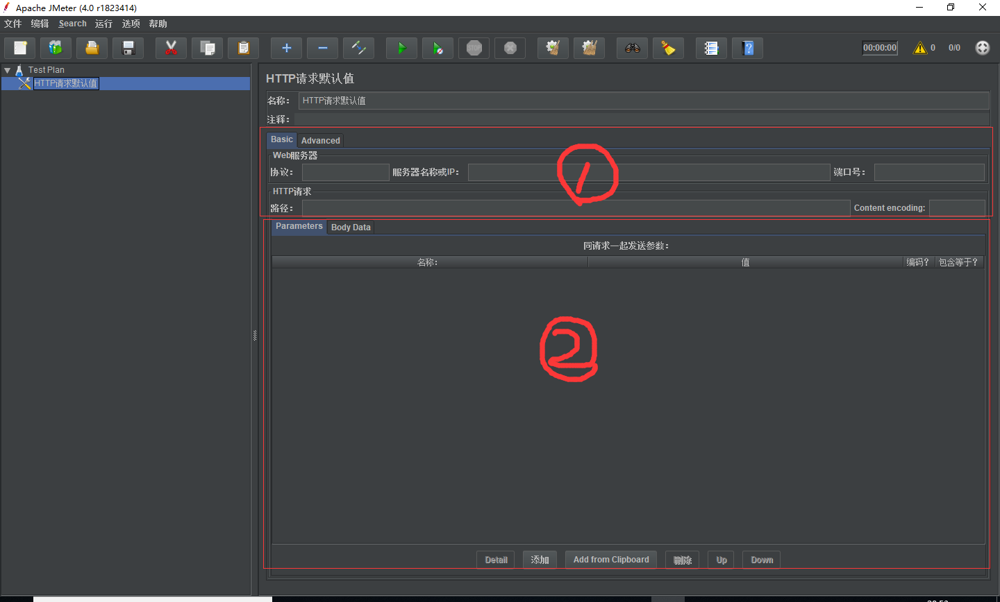 Apache JMeter (4.0 r1823414)
文件 编辑 Search 运行 选项 帮助
STOP 00:00:00 0 0/0
Test Plan
HTTP请求默认值
HTTP请求默认值
名称： HTTP请求默认值
注释：
Basic Advanced
Web服务器
协议： 服务器名称或IP： 端口号：
1
HTTP请求
路径： Content encoding:
Parameters Body Data
同请求一起发送参数：
名称： 值 编码? 包含等于?
2
Detail 添加 Add from Clipboard 删除 Up Down